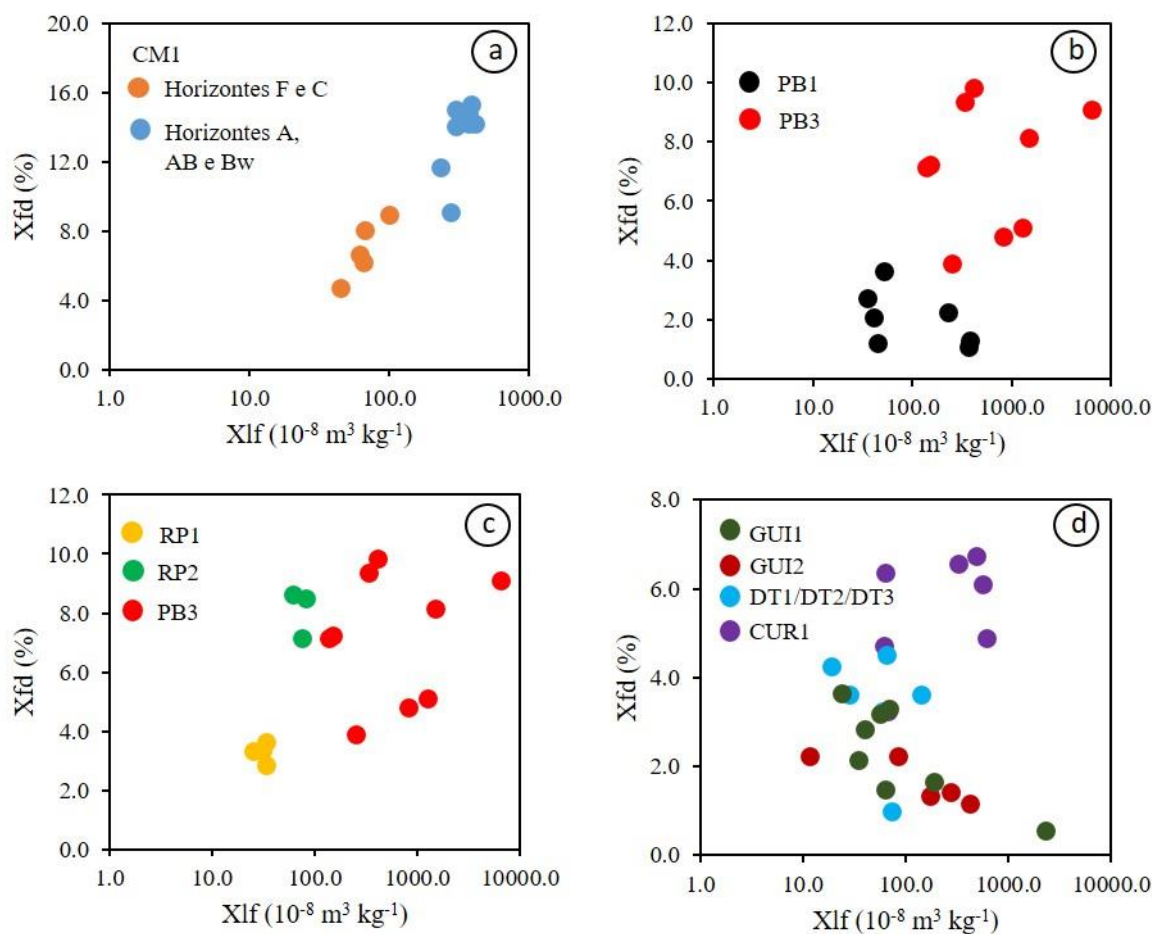 20.0
16.0
12.0
8.0
4.0
0.0
Xfd (%)
CM1
Horizontes F e C
Horizontes A,
AB e Bw
a
1.0 10.0 100.0 1000.0
Xlf (10⁻⁸ m³ kg⁻¹)
12.0
10.0
8.0
6.0
4.0
2.0
0.0
Xfd (%)
PB1
PB3
b
1.0 10.0 100.0 1000.0 10000.0
Xlf (10⁻⁸ m³ kg⁻¹)
12.0
10.0
8.0
6.0
4.0
2.0
0.0
Xfd (%)
RP1
RP2
PB3
c
1.0 10.0 100.0 1000.0 10000.0
Xlf (10⁻⁸ m³ kg⁻¹)
8.0
6.0
4.0
2.0
0.0
Xfd (%)
GUI1
GUI2
DT1/DT2/DT3
CUR1
d
1.0 10.0 100.0 1000.0 10000.0
Xlf (10⁻⁸ m³ kg⁻¹)